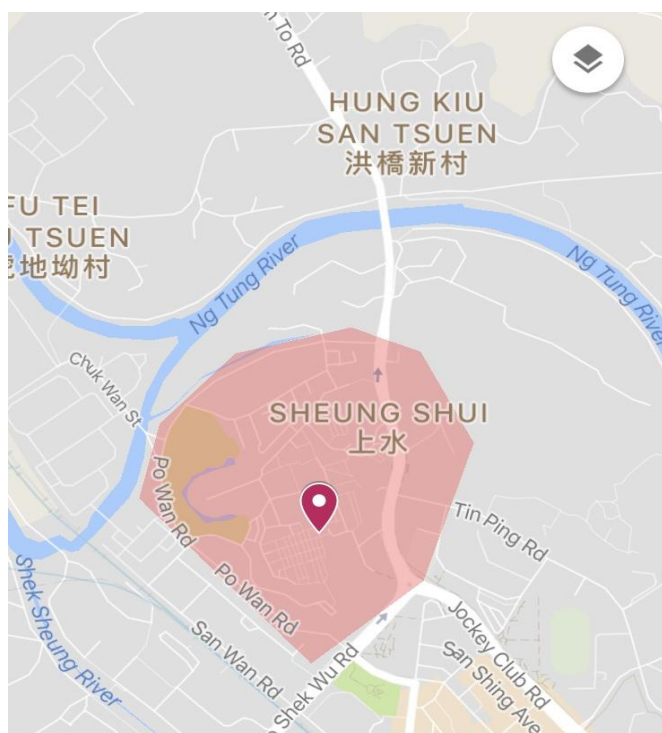 To Rd
HUNG KIU
SAN TSUEN
洪橋新村
FU TEI
TSUEN
地坳村
Ng Tung River
Ng Tung River
Chuk Wan St
SHEUNG SHUI
上水
Po Wan Rd
Tin Ping Rd
Po Wan Rd
San Wan Rd
Shek Sheung River
Shek Wu Rd
Jockey Club Rd
San Shing Ave